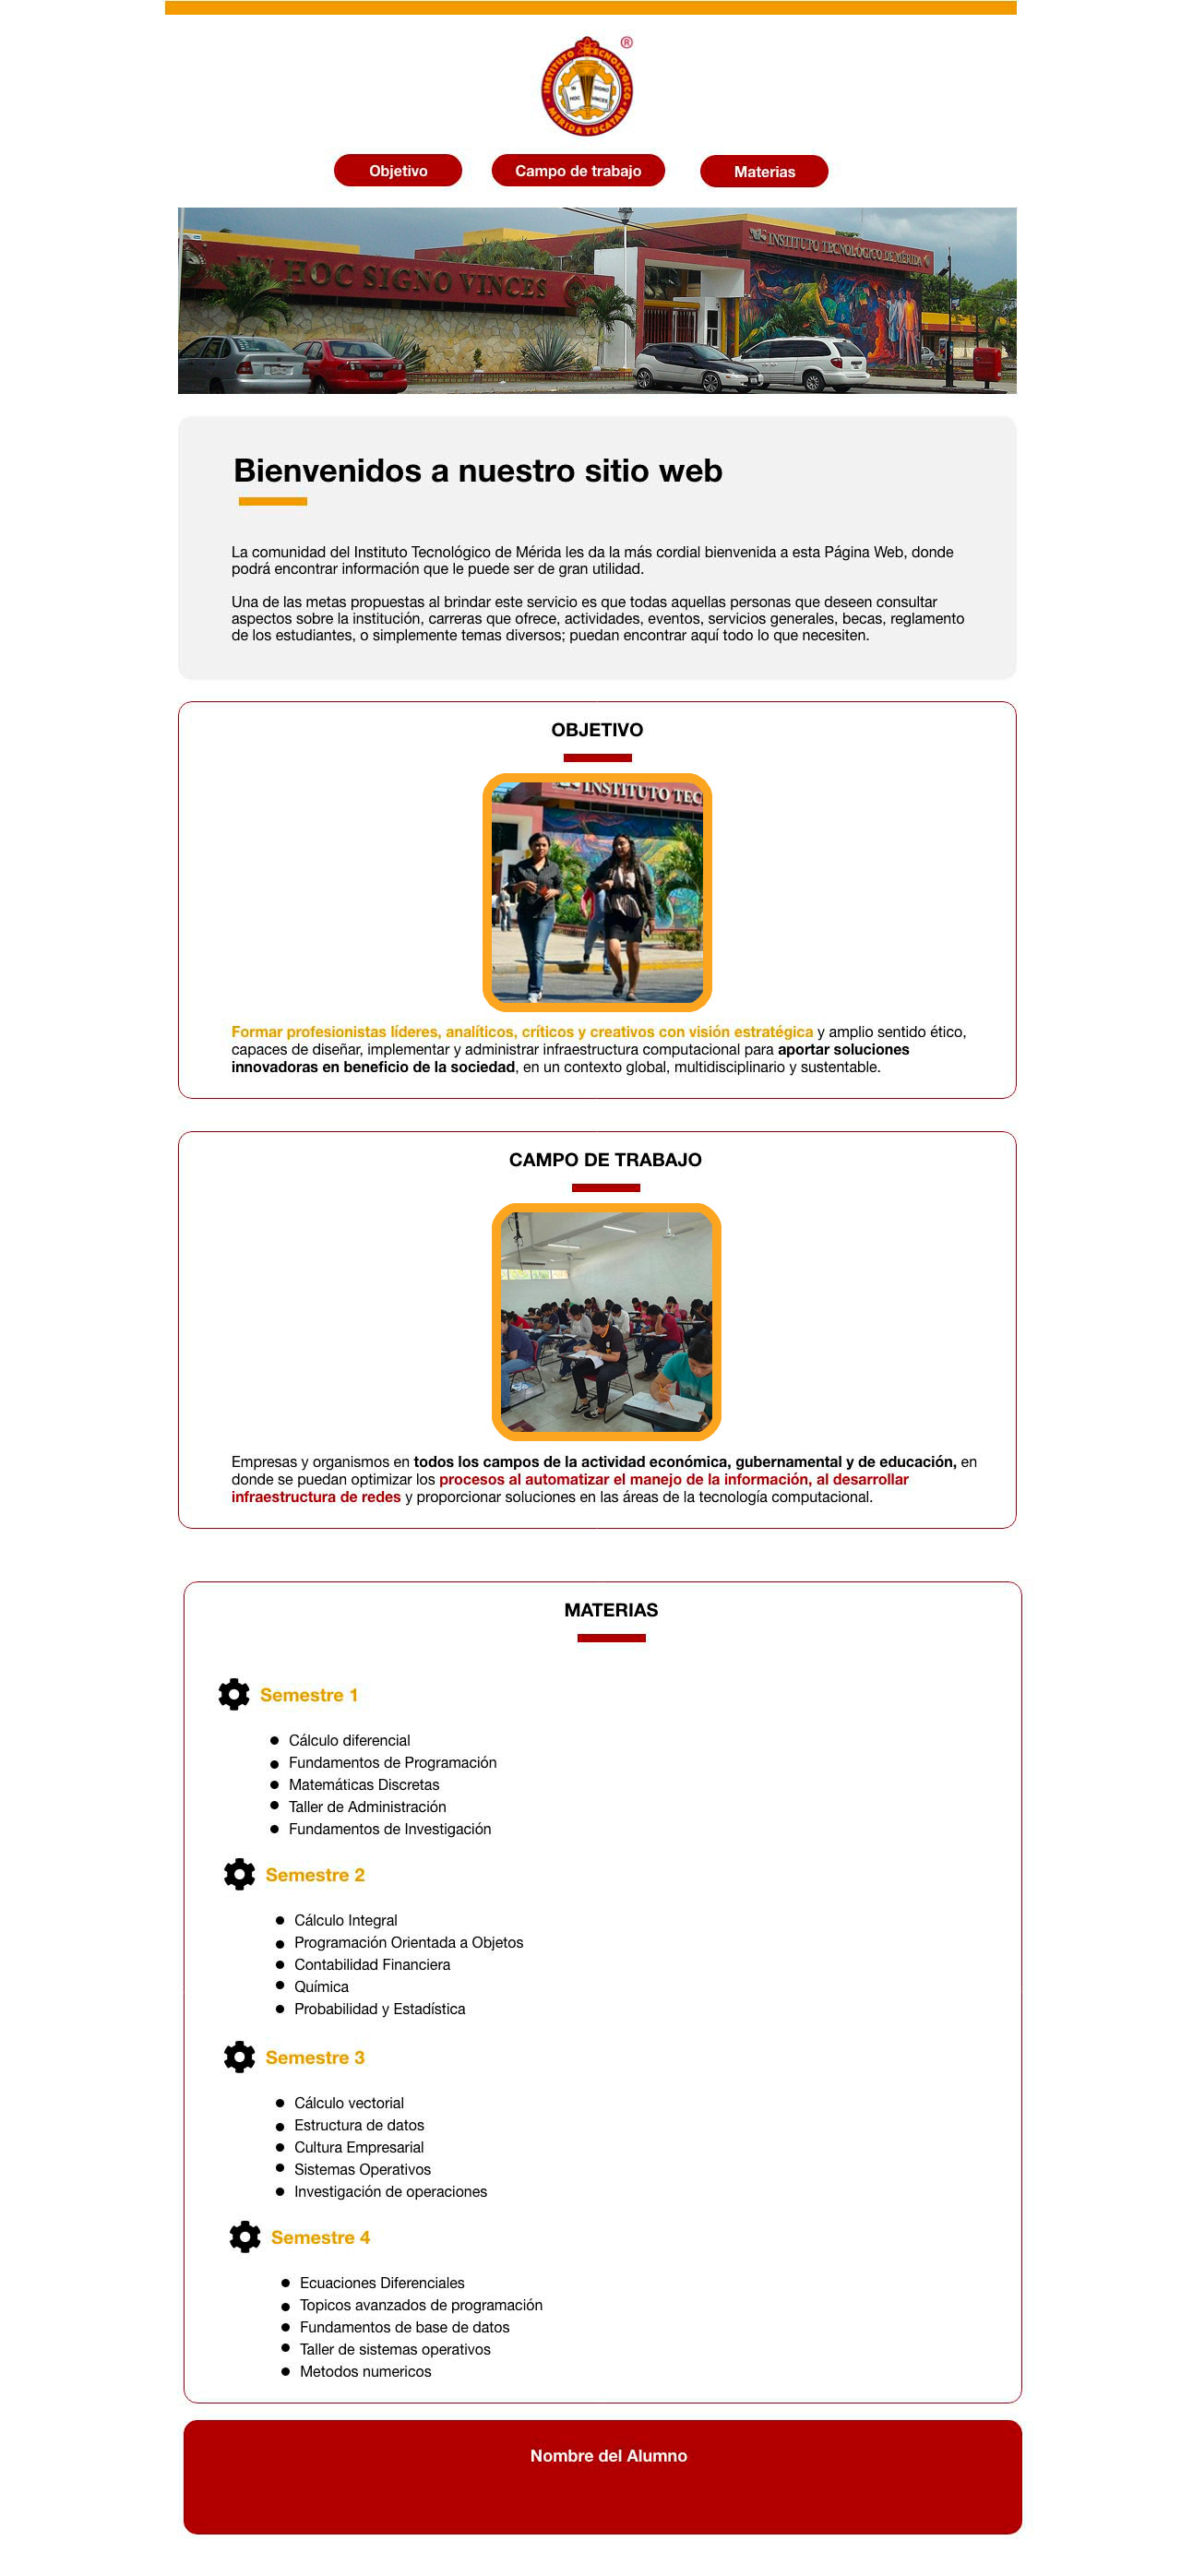 ®
INSTITUTO TECNOLOGICO
IN HOC SIGNO VINCES
MERIDA YUCATAN
Objetivo
Campo de trabajo
Materias
IN HOC SIGNO VINCES
INSTITUTO TECNOLÓGICO DE MÉRIDA
Bienvenidos a nuestro sitio web
La comunidad del Instituto Tecnológico de Mérida les da la más cordial bienvenida a esta Página Web, donde
podrá encontrar información que le puede ser de gran utilidad.
Una de las metas propuestas al brindar este servicio es que todas aquellas personas que deseen consultar
aspectos sobre la institución, carreras que ofrece, actividades, eventos, servicios generales, becas, reglamento
de los estudiantes, o simplemente temas diversos; puedan encontrar aquí todo lo que necesiten.
OBJETIVO
INSTITUTO TEC
Formar profesionistas líderes, analíticos, críticos y creativos con visión estratégica y amplio sentido ético,
capaces de diseñar, implementar y administrar infraestructura computacional para aportar soluciones
innovadoras en beneficio de la sociedad, en un contexto global, multidisciplinario y sustentable.
CAMPO DE TRABAJO
Empresas y organismos en todos los campos de la actividad económica, gubernamental y de educación, en
donde se puedan optimizar los procesos al automatizar el manejo de la información, al desarrollar
infraestructura de redes y proporcionar soluciones en las áreas de la tecnología computacional.
MATERIAS
Semestre 1
Cálculo diferencial
Fundamentos de Programación
Matemáticas Discretas
Taller de Administración
Fundamentos de Investigación
Semestre 2
Cálculo Integral
Programación Orientada a Objetos
Contabilidad Financiera
Química
Probabilidad y Estadística
Semestre 3
Cálculo vectorial
Estructura de datos
Cultura Empresarial
Sistemas Operativos
Investigación de operaciones
Semestre 4
Ecuaciones Diferenciales
Topicos avanzados de programación
Fundamentos de base de datos
Taller de sistemas operativos
Metodos numericos
Nombre del Alumno